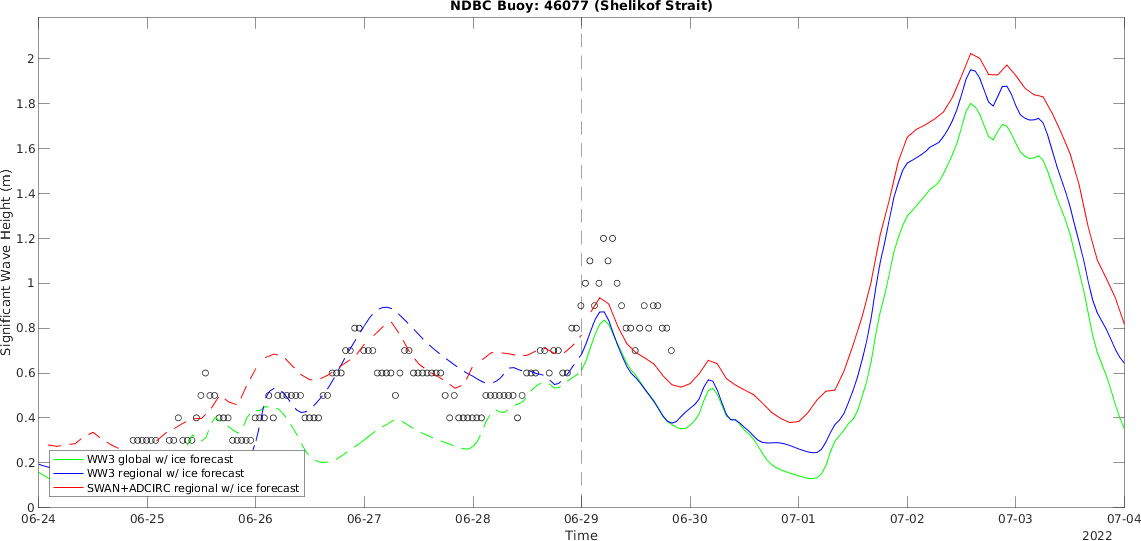 NDBC Buoy: 46077 (Shelikof Strait)
Significant Wave Height (m)
2
1.8
1.6
1.4
1.2
1
0.8
0.6
0.4
0.2
0
WW3 global w/ ice forecast
WW3 regional w/ ice forecast
SWAN+ADCIRC regional w/ ice forecast
06-24 06-25 06-26 06-27 06-28 06-29 06-30 07-01 07-02 07-03 07-04
Time
2022